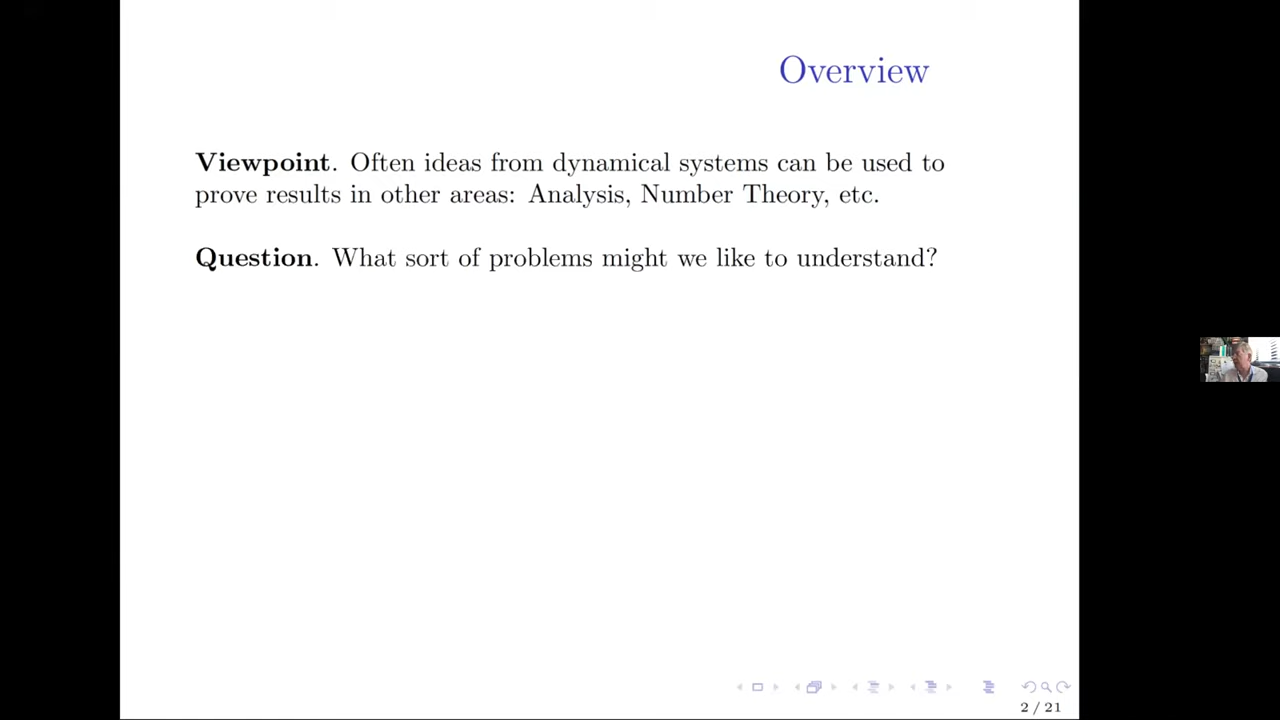 Overview
Viewpoint. Often ideas from dynamical systems can be used to
prove results in other areas: Analysis, Number Theory, etc.
Question. What sort of problems might we like to understand?
2 / 21